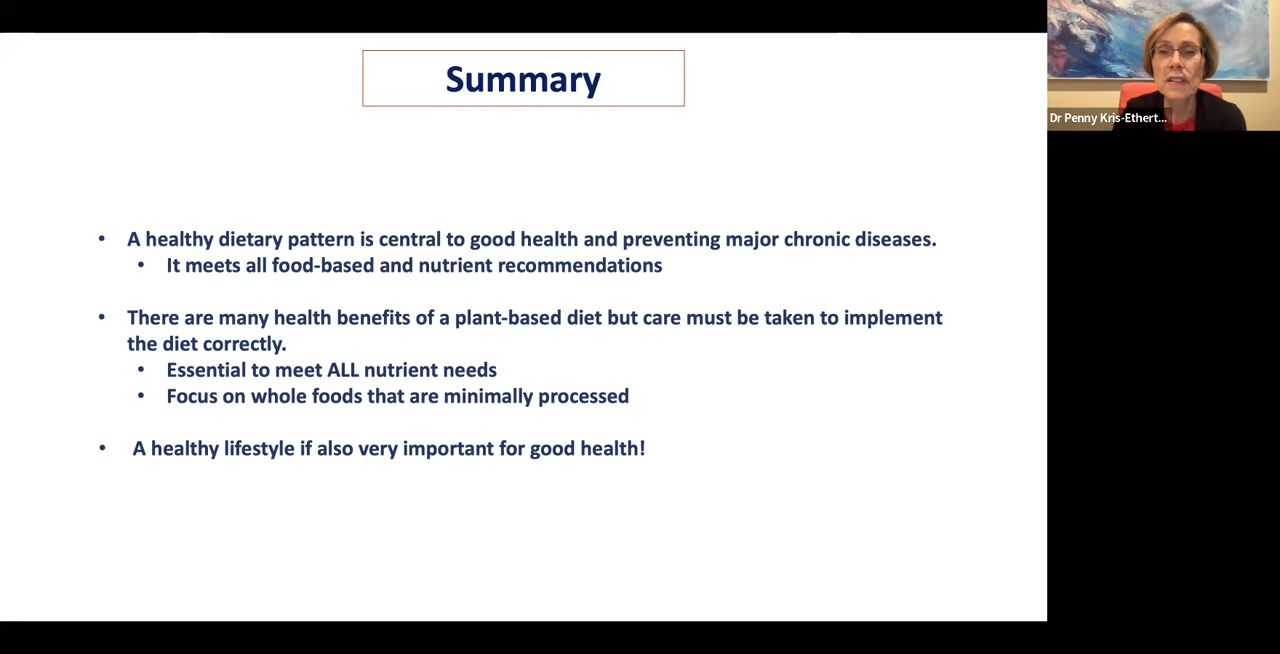 Summary
• A healthy dietary pattern is central to good health and preventing major chronic diseases.
• It meets all food-based and nutrient recommendations
• There are many health benefits of a plant-based diet but care must be taken to implement
the diet correctly.
• Essential to meet ALL nutrient needs
• Focus on whole foods that are minimally processed
• A healthy lifestyle if also very important for good health!
Dr Penny Kris-Ethert...